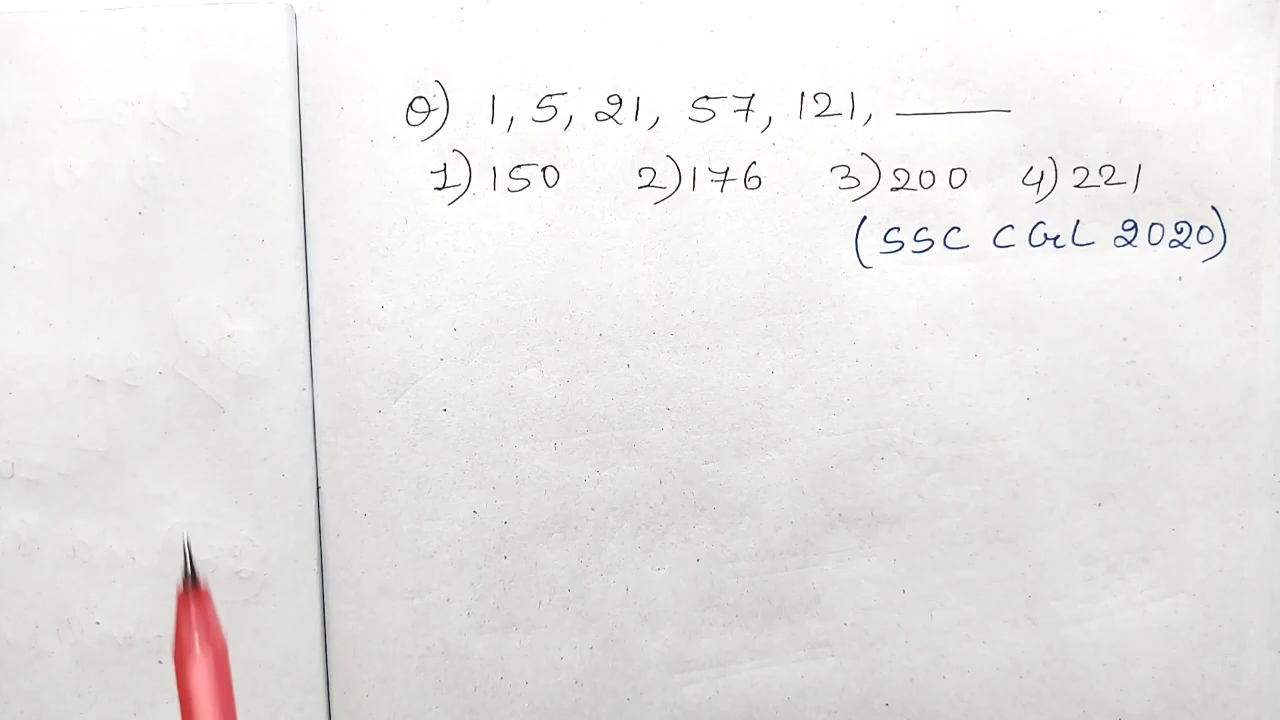 Q) 1, 5, 21, 57, 121, ____
1) 150 2) 176 3) 200 4) 221
(SSC CGL 2020)